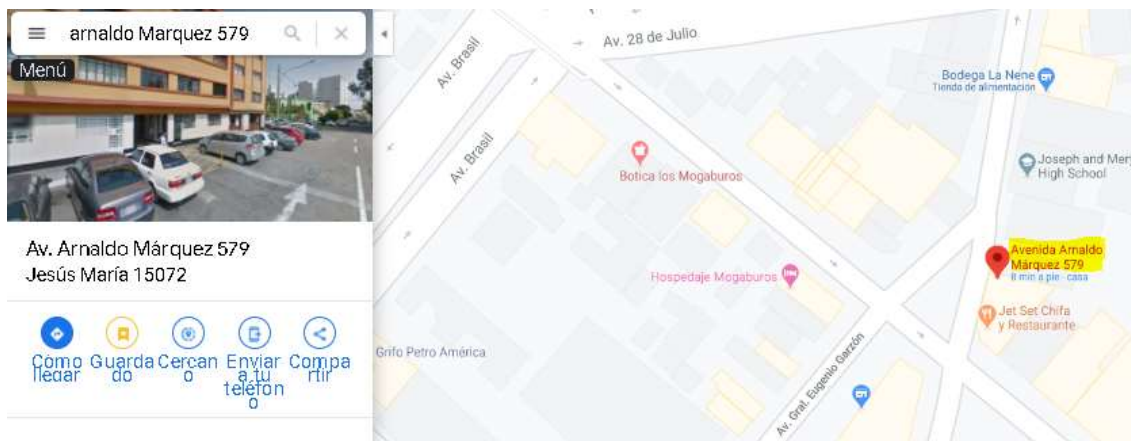 arnaldo Marquez 579
Menú
Av. Arnaldo Márquez 579
Jesús María 15072
Cómo llegar
Guardado
Cercano
Enviar a tu teléfono
Compartir
Av. Brasil
Av. 28 de Julio
Av. Brasil
Bodega La Nene
Tienda de alimentación
Botica los Mogaburos
Joseph and Mery
High School
Avenida Arnaldo
Márquez 579
8 min a pie - casa
Hospedaje Mogaburos
Jet Set Chifa
y Restaurante
Grifo Petro América
Av. Gral. Eugenio Garzón